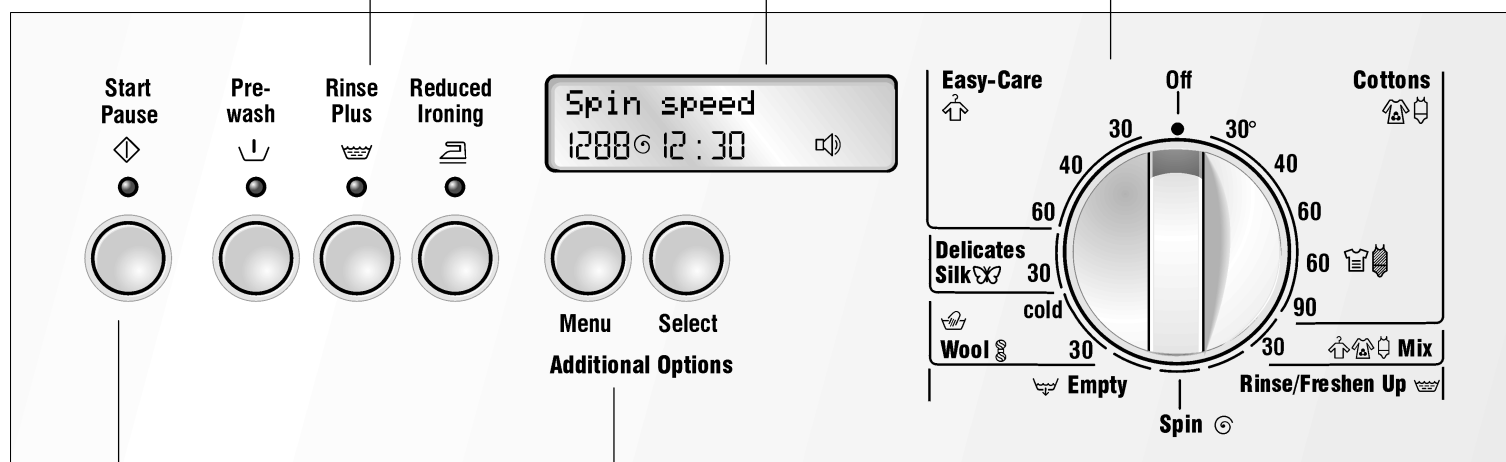 Start
Pause
Pre-
wash
Rinse
Plus
Reduced
Ironing
Spin speed
1288 12:30
Menu
Select
Additional Options
Easy-Care
Off
Cottons
30
30°
40
40
60
60
Delicates
Silk 30
60
cold
90
Wool 30
30 Mix
Empty
Rinse/Freshen Up
Spin